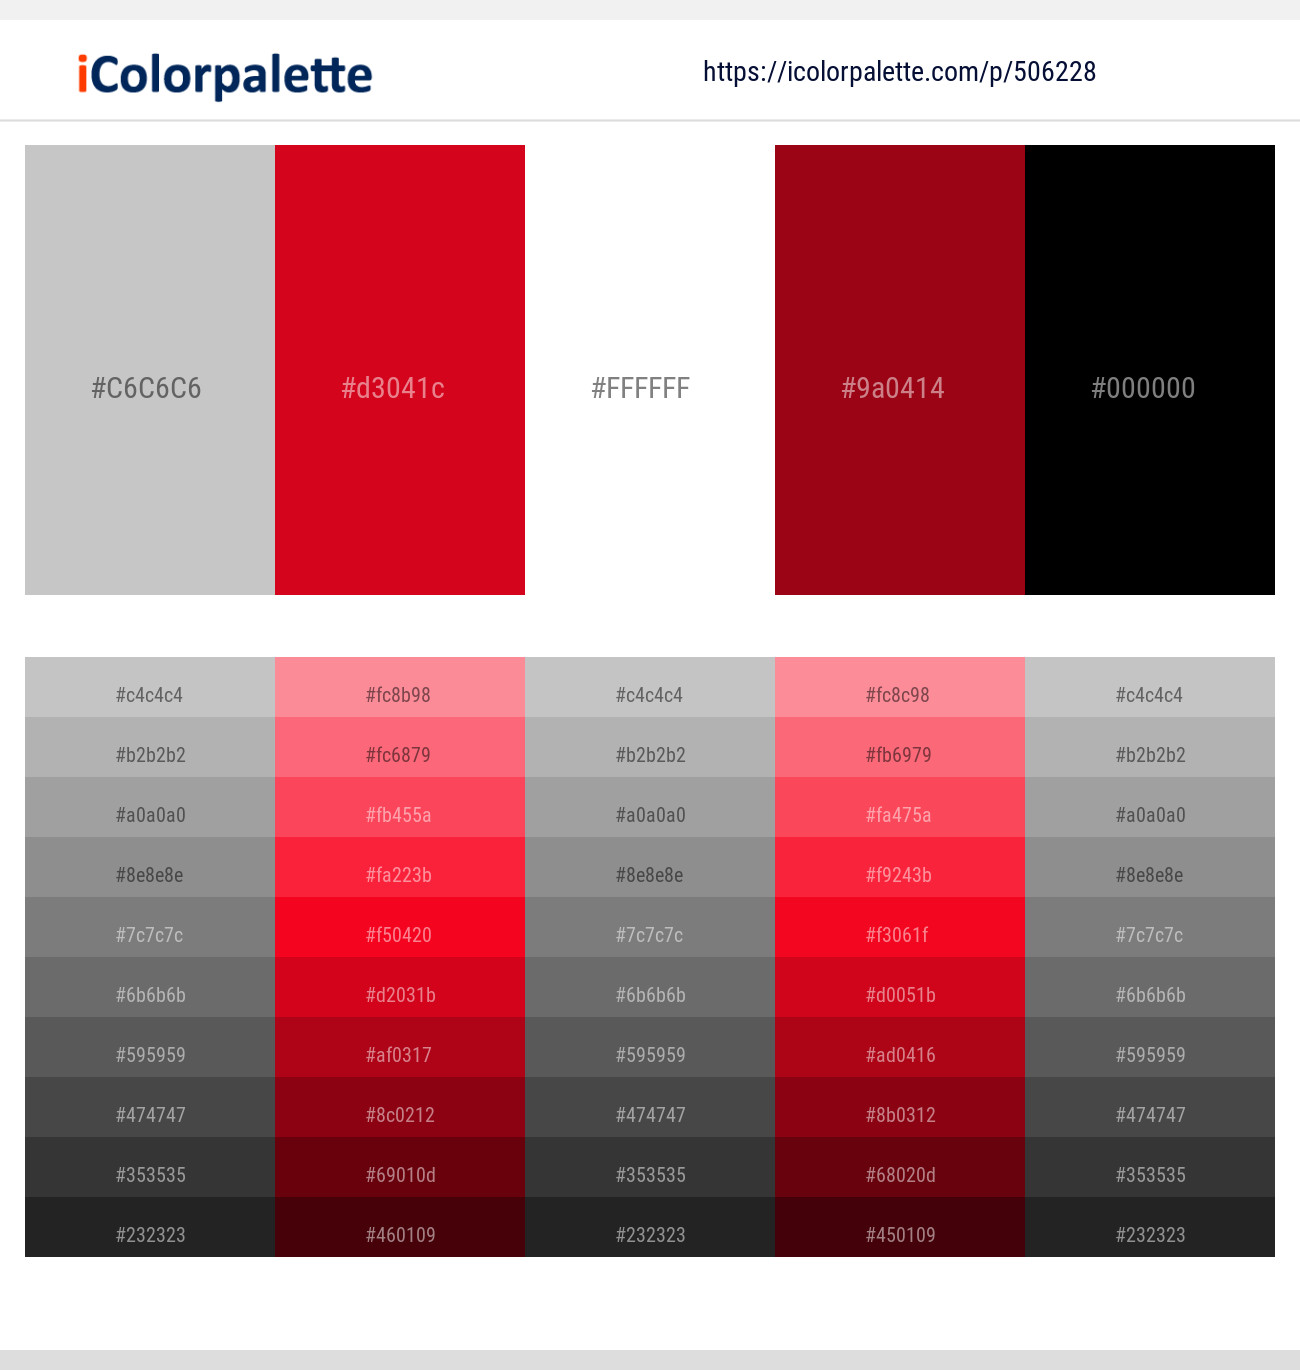 iColorpalette https://icolorpalette.com/p/506228
#C6C6C6 #d3041c #FFFFFF #9a0414 #000000
#c4c4c4 #fc8b98 #c4c4c4 #fc8c98 #c4c4c4
#b2b2b2 #fc6879 #b2b2b2 #fb6979 #b2b2b2
#a0a0a0 #fb455a #a0a0a0 #fa475a #a0a0a0
#8e8e8e #fa223b #8e8e8e #f9243b #8e8e8e
#7c7c7c #f50420 #7c7c7c #f3061f #7c7c7c
#6b6b6b #d2031b #6b6b6b #d0051b #6b6b6b
#595959 #af0317 #595959 #ad0416 #595959
#474747 #8c0212 #474747 #8b0312 #474747
#353535 #69010d #353535 #68020d #353535
#232323 #460109 #232323 #450109 #232323